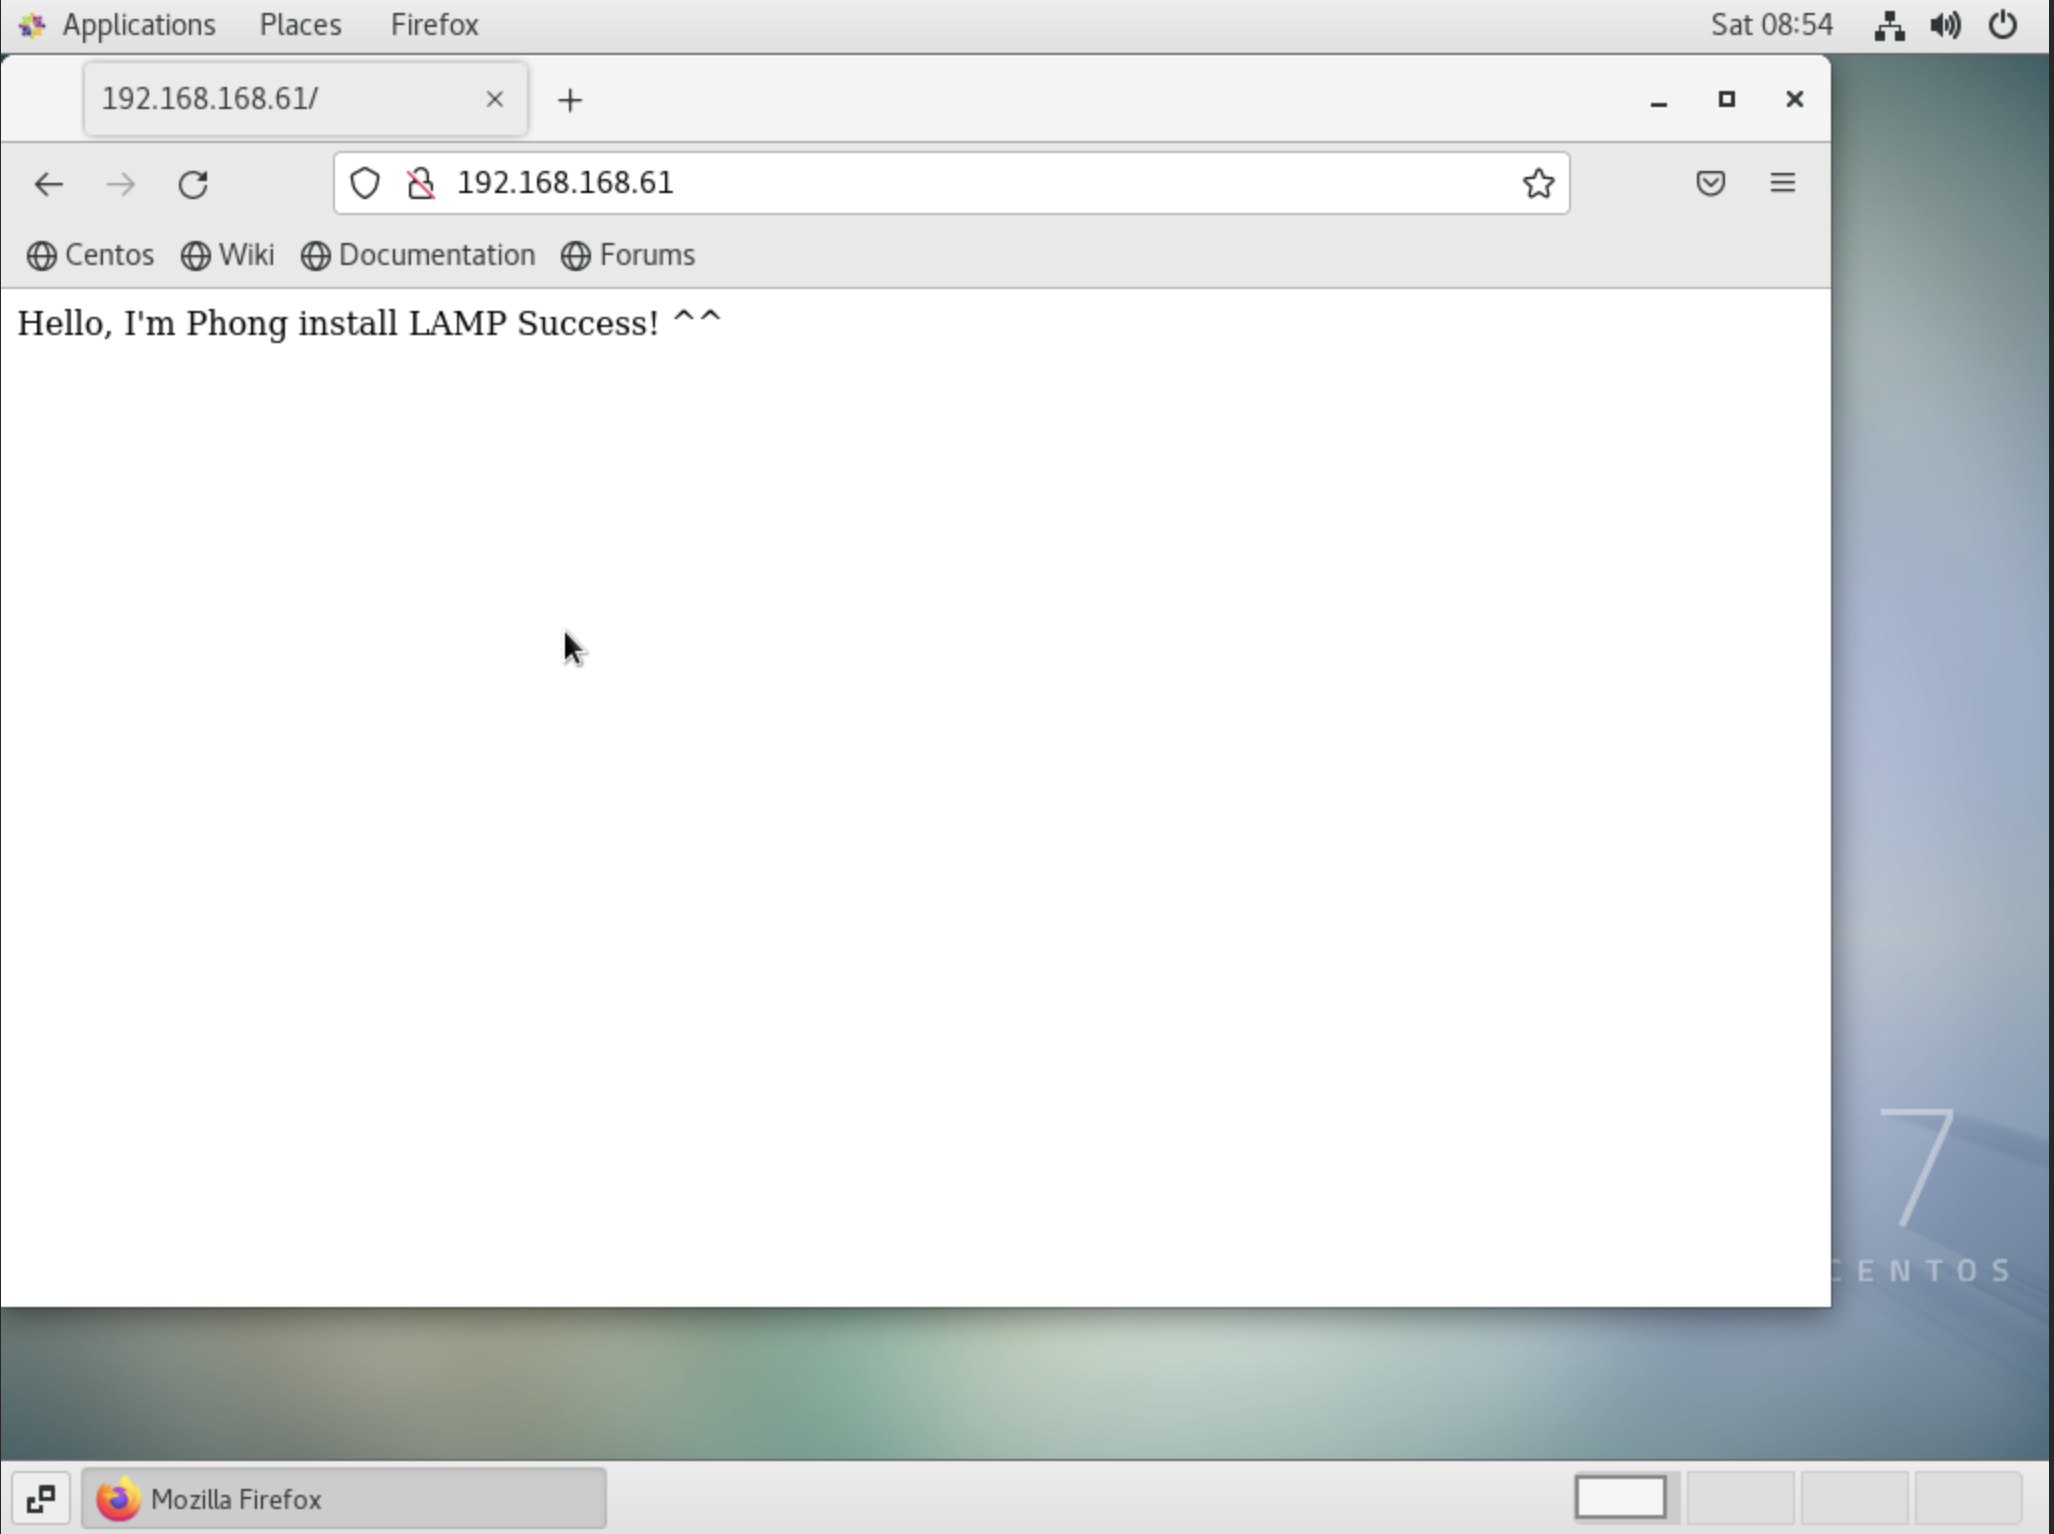 Applications Places Firefox Sat 08:54
192.168.168.61/
192.168.168.61
Centos Wiki Documentation Forums
Hello, I'm Phong install LAMP Success! ^^
7
CENTOS
Mozilla Firefox